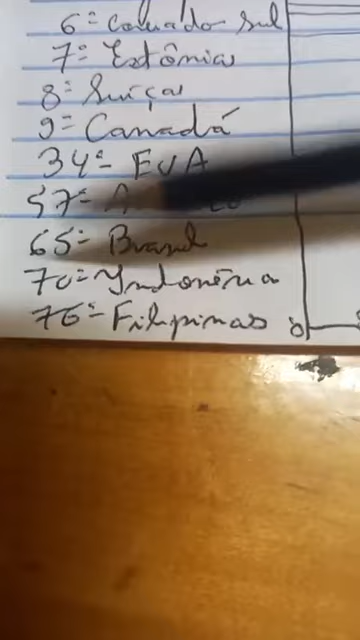 6º Coreia do Sul
7º Estônia
8º Suíça
9º Canadá
34º EUA
57º A
65º Brasil
70º Indonésia
76º Filipinas